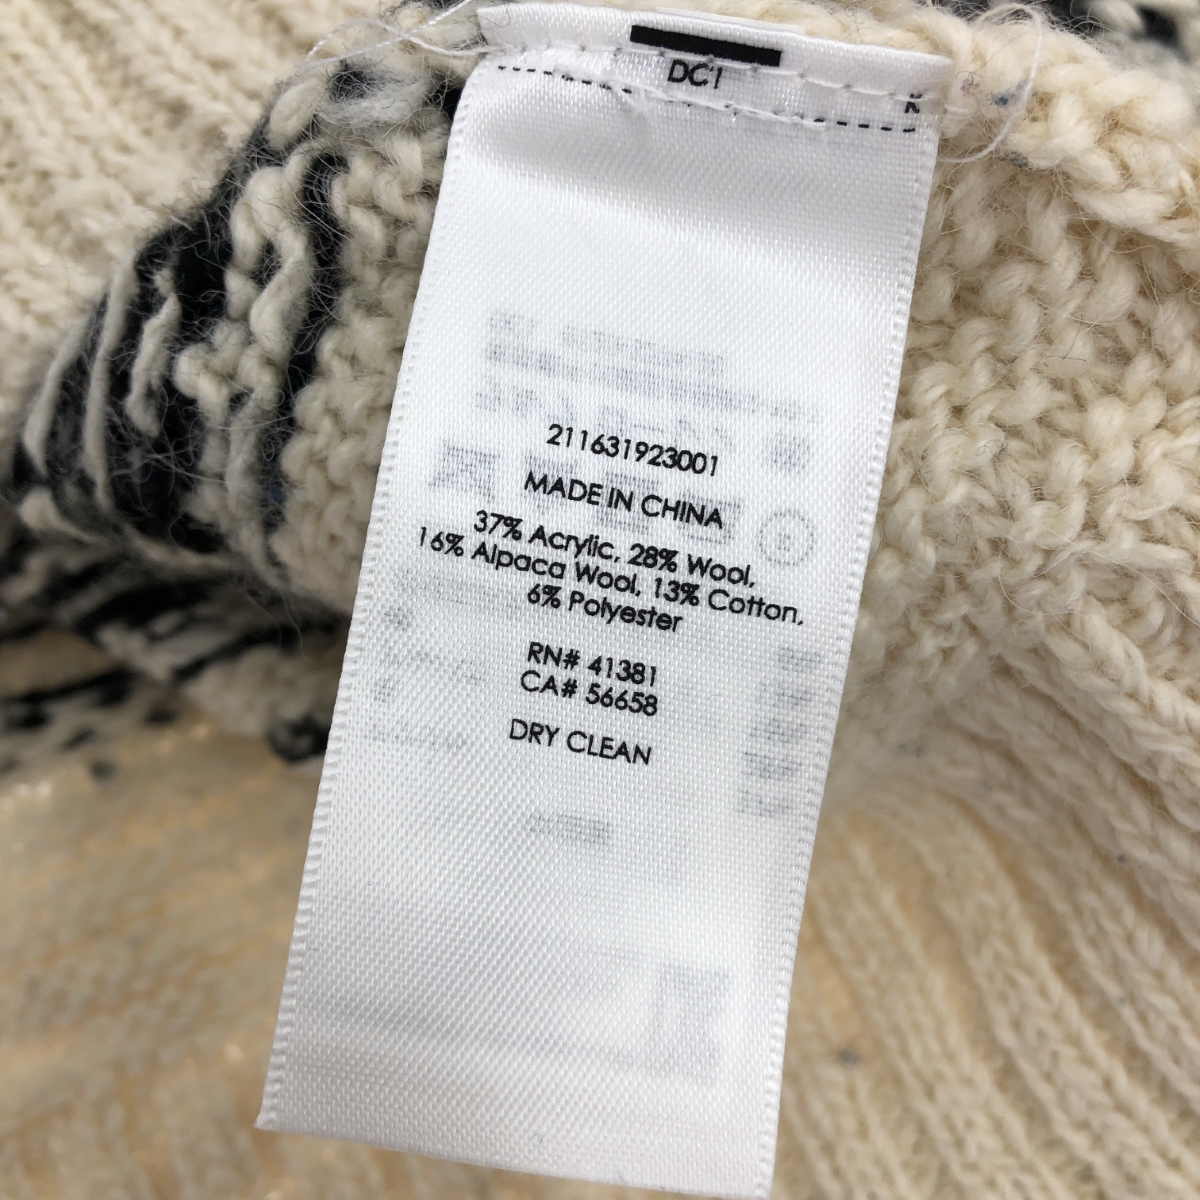 DC1
K
211631923001
MADE IN CHINA
37% Acrylic, 28% Wool,
16% Alpaca Wool, 13% Cotton,
6% Polyester
RN# 41381
CA# 56658
DRY CLEAN